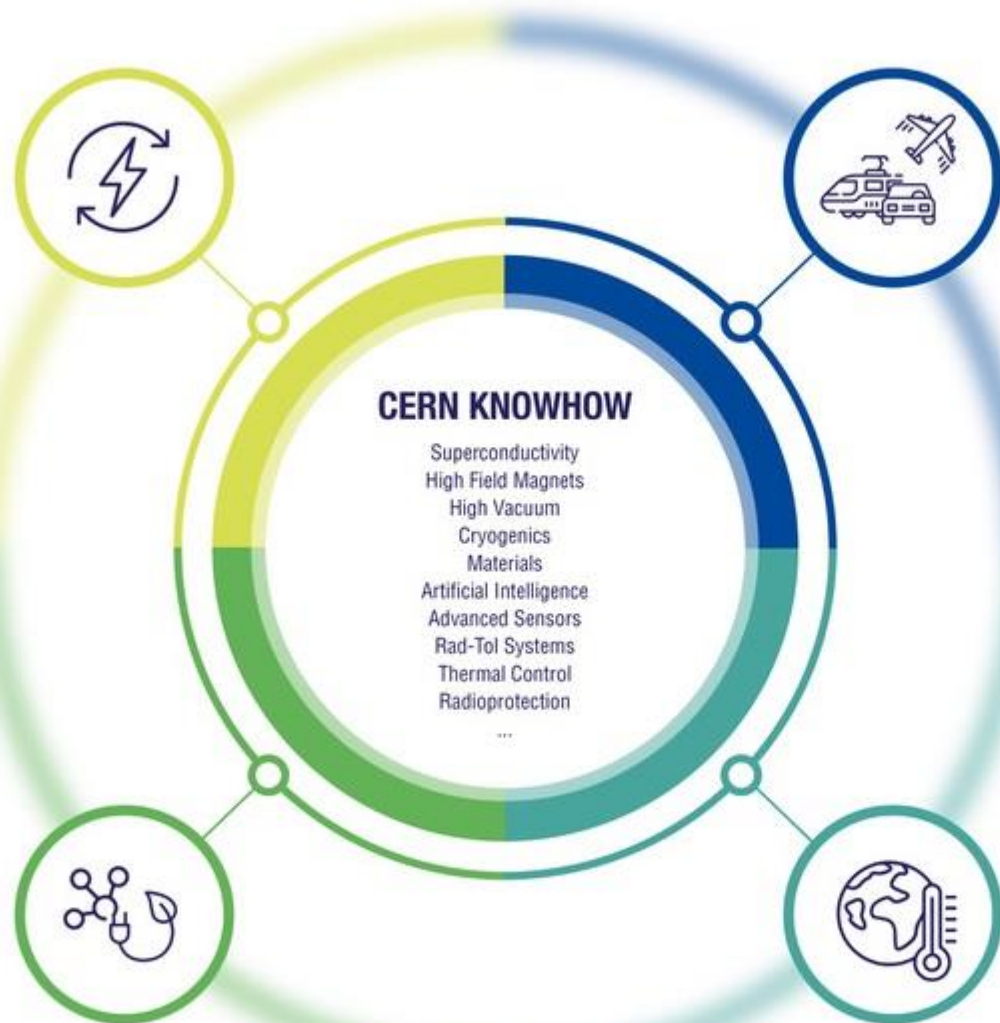 CERN KNOWHOW
Superconductivity
High Field Magnets
High Vacuum
Cryogenics
Materials
Artificial Intelligence
Advanced Sensors
Rad-Tol Systems
Thermal Control
Radioprotection
...